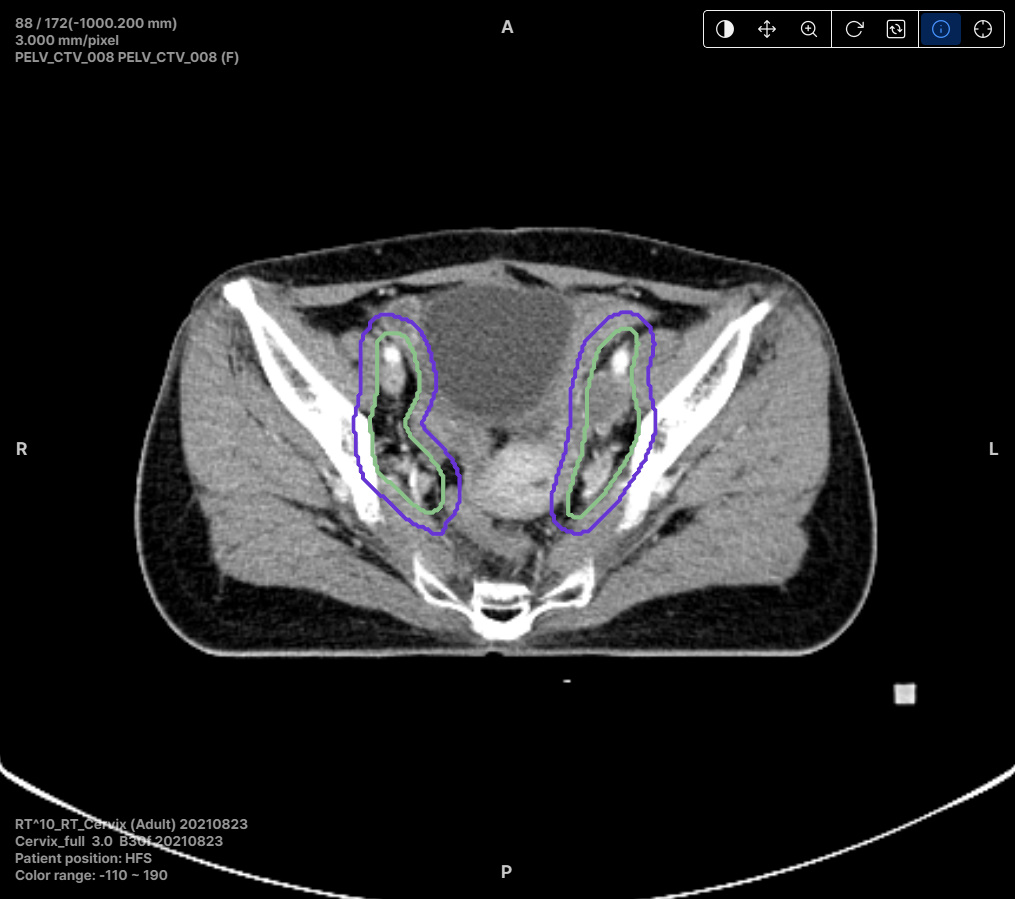 88 / 172(-1000.200 mm)
3.000 mm/pixel
PELV_CTV_008 PELV_CTV_008 (F)
A
R
L
RT^10_RT_Cervix (Adult) 20210823
Cervix_full 3.0 B30f 20210823
Patient position: HFS
Color range: -110 ~ 190
P